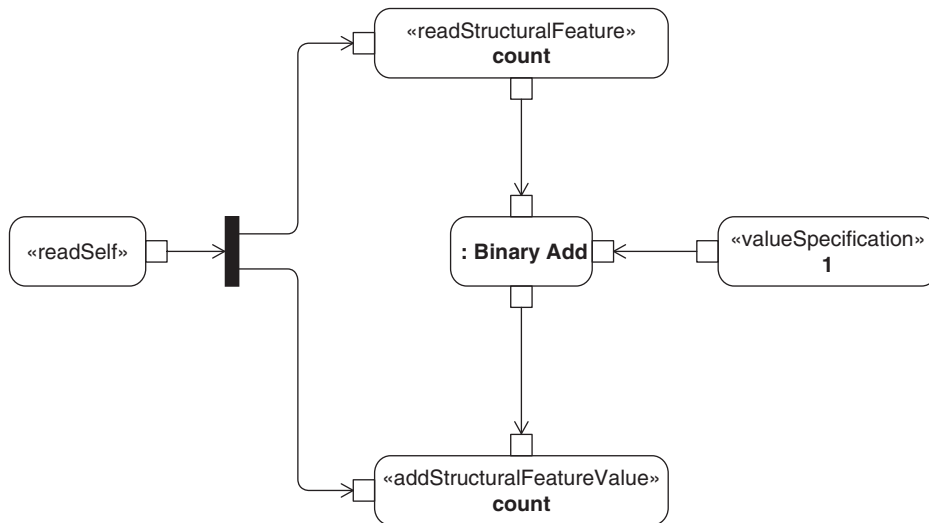 «readStructuralFeature»
count
«readSelf»
: Binary Add
«valueSpecification»
1
«addStructuralFeatureValue»
count